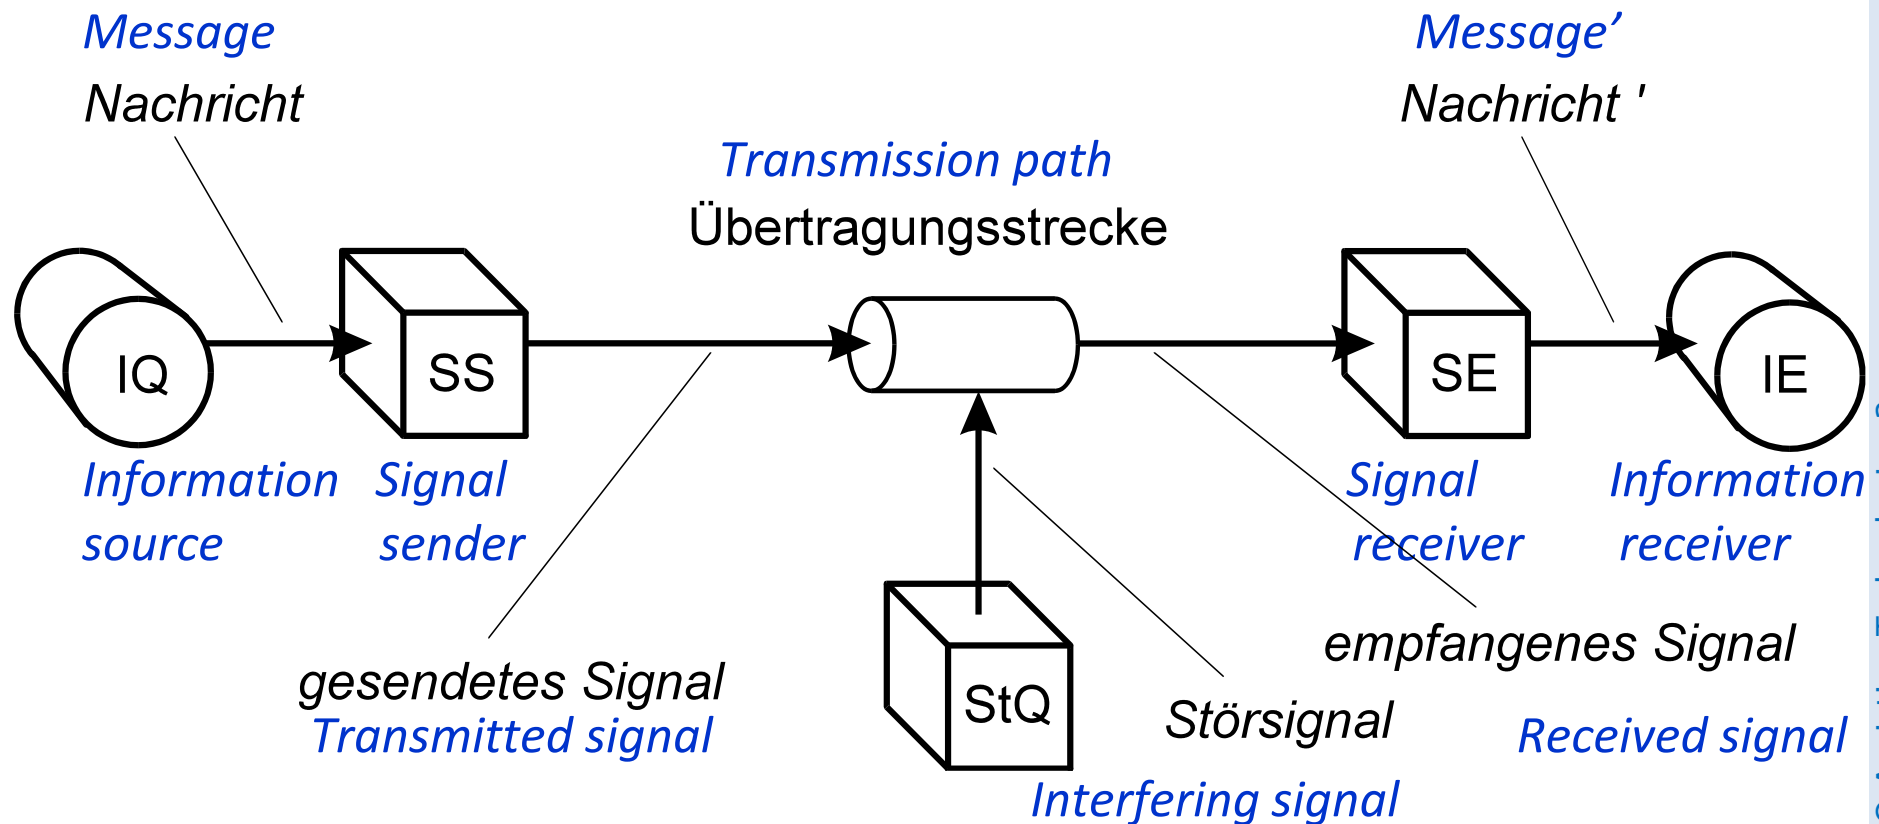 Message
Nachricht
Message’
Nachricht '
Transmission path
Übertragungsstrecke
IQ
SS
SE
IE
Information
source
Signal
sender
Signal
receiver
Information
receiver
gesendetes Signal
Transmitted signal
StQ
Störsignal
Interfering signal
empfangenes Signal
Received signal